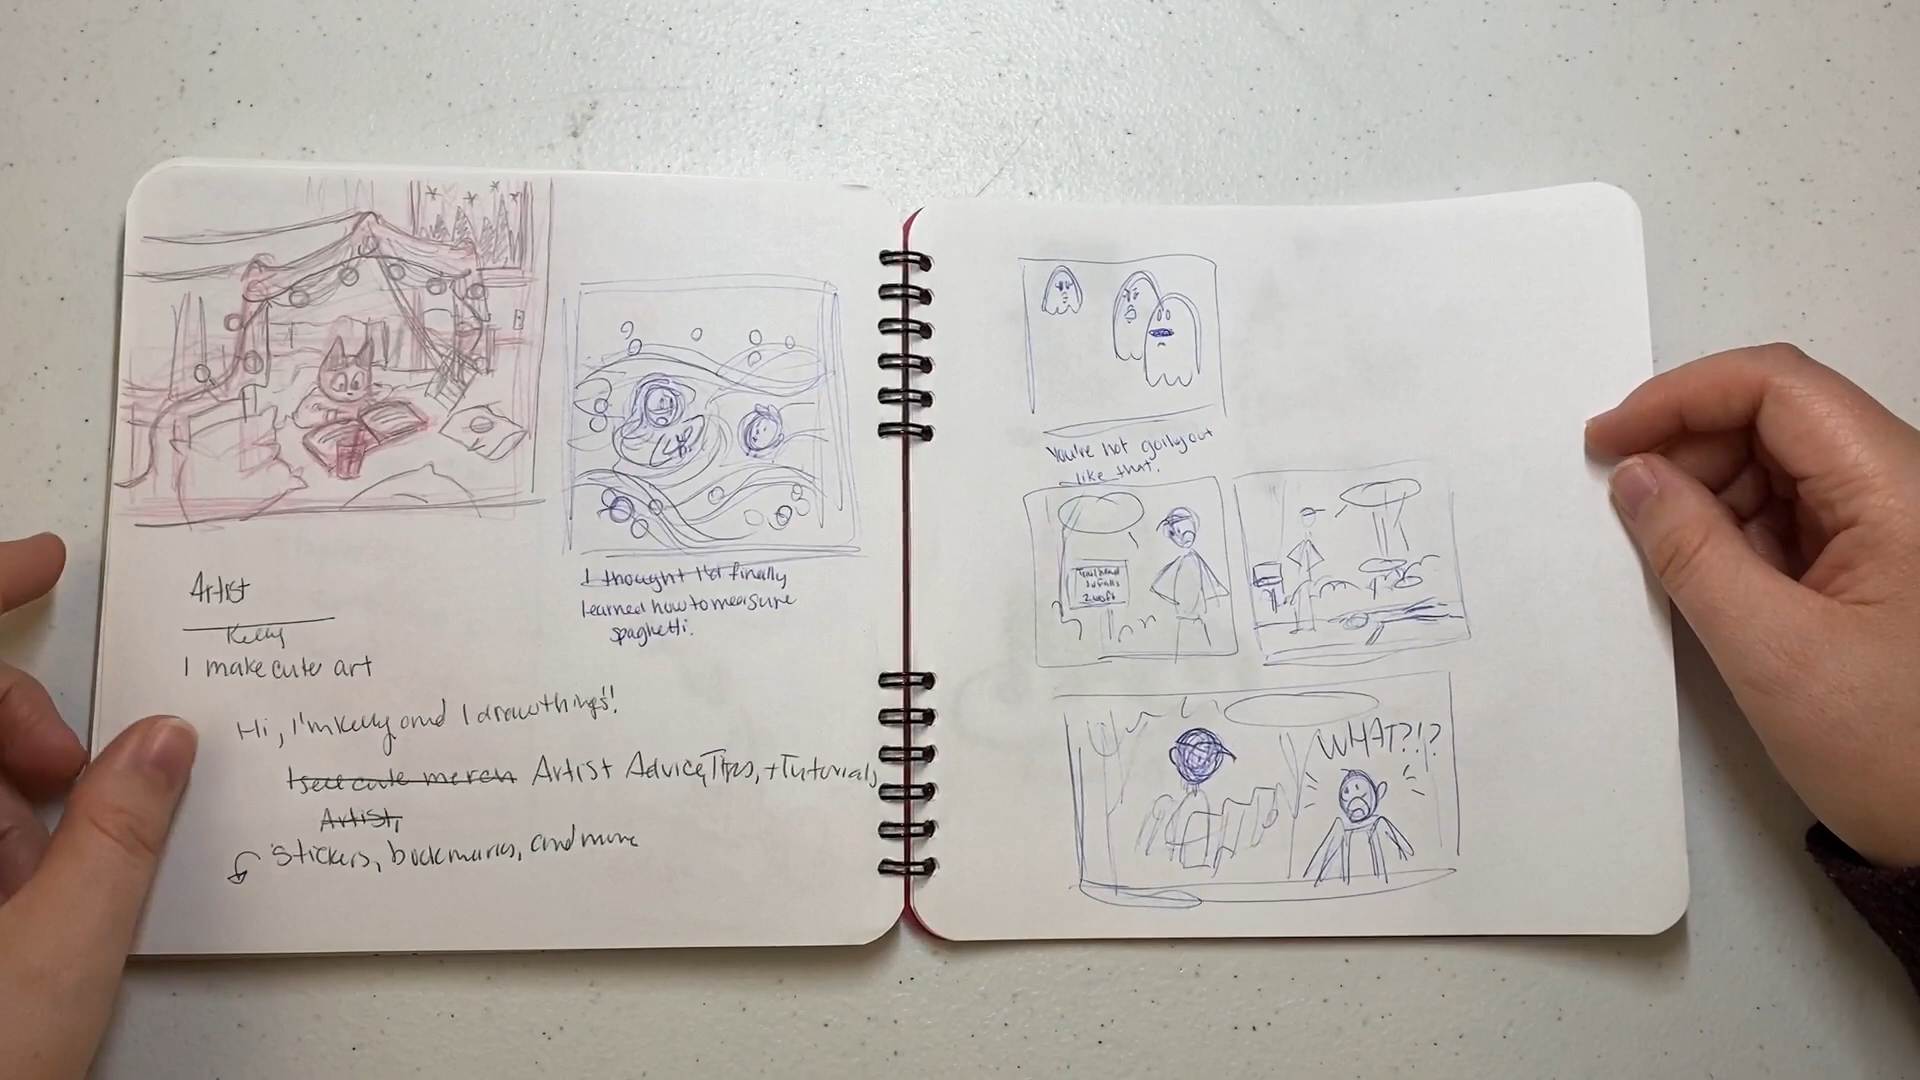 Artist
Kelly
I make cute art
Hi, I'm Kelly and I draw things!!
I sell cute merch Artist Advice, Tips, + Tutorials
Artist,
Stickers, bookmarks, and more
I thought I'd finally
learned how to measure
spaghetti.
You're not going out
like that.
Trailhead
WHAT?!?